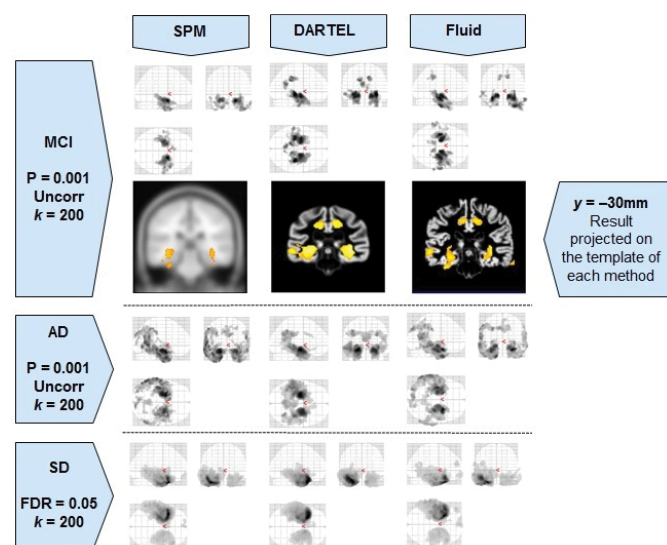 SPM
DARTEL
Fluid
MCI
P = 0.001
Uncorr
k = 200
y = –30mm
Result
projected on
the template of
each method
AD
P = 0.001
Uncorr
k = 200
SD
FDR = 0.05
k = 200